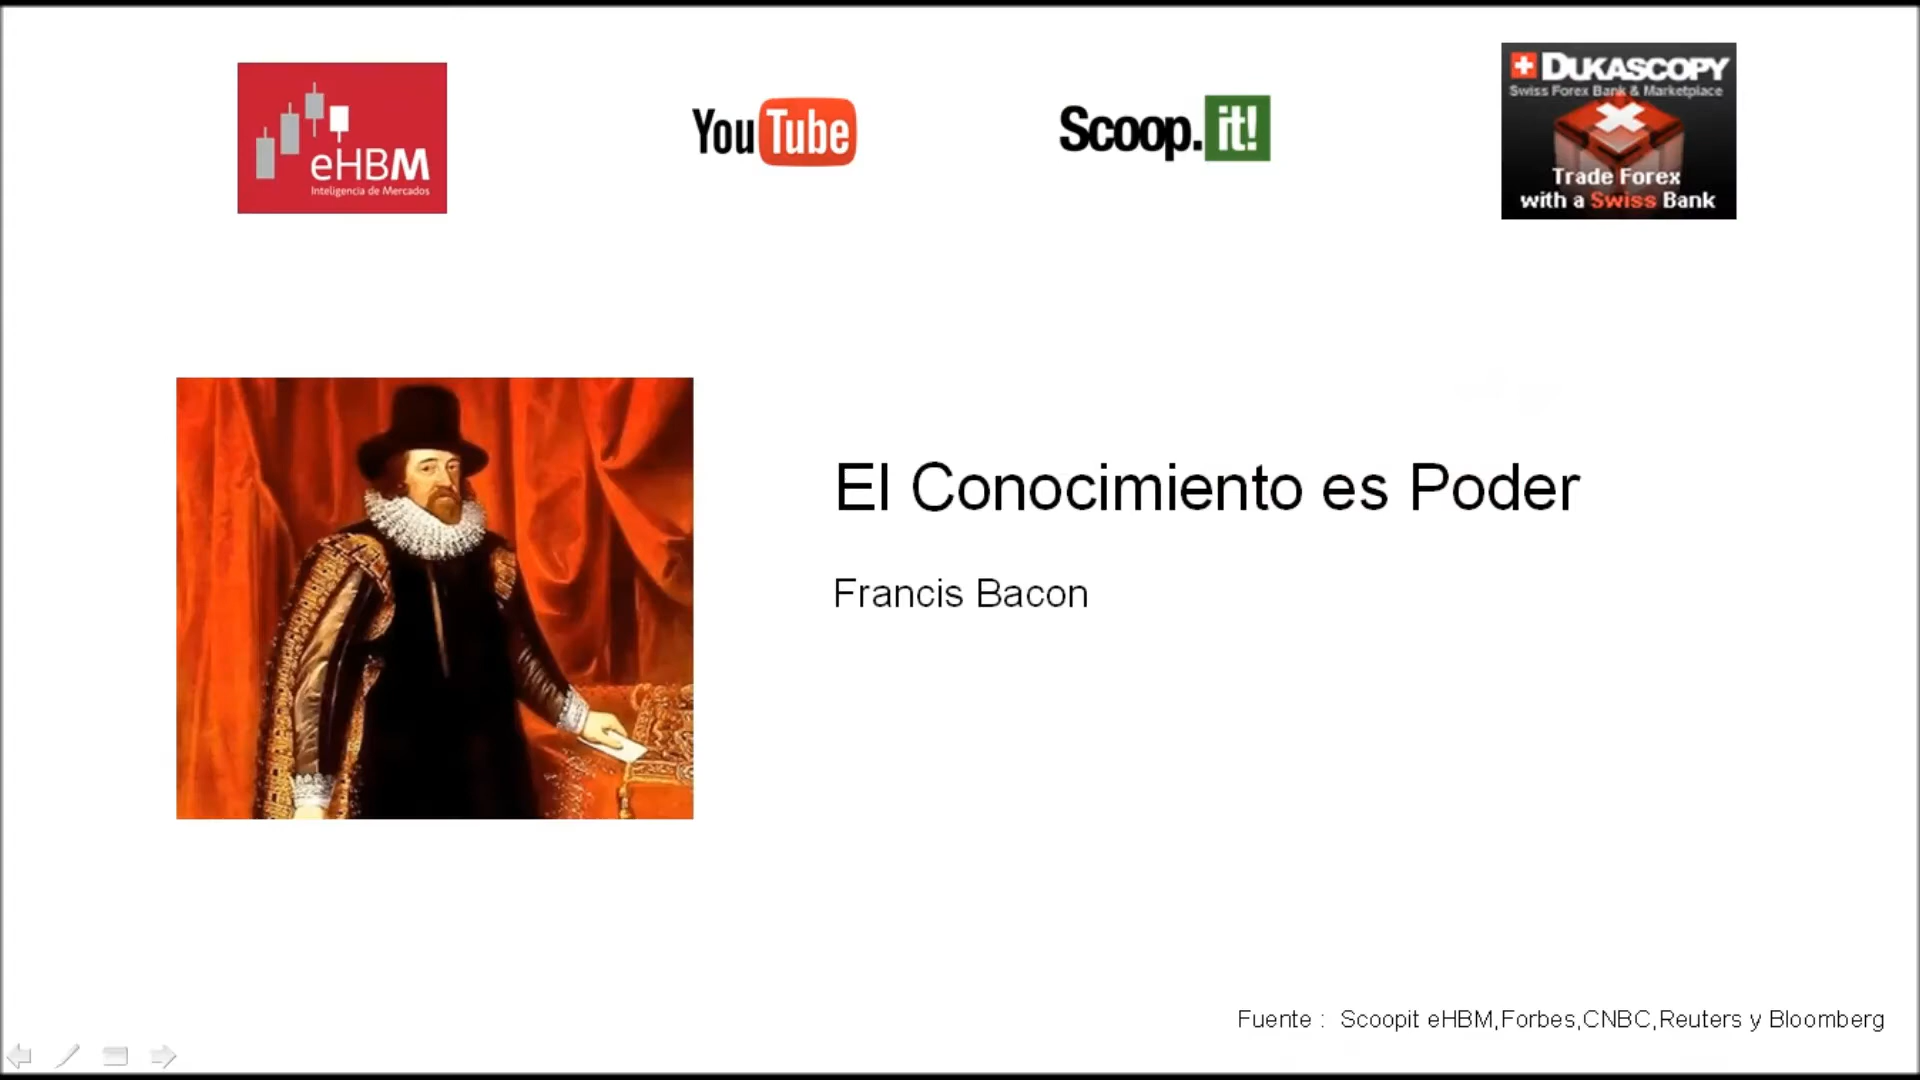 eHBM
Inteligencia de Mercados
YouTube
Scoop.it!
DUKASCOPY
Swiss Forex Bank & Marketplace
Trade Forex
with a Swiss Bank
El Conocimiento es Poder
Francis Bacon
Fuente : Scoopit eHBM,Forbes,CNBC,Reuters y Bloomberg